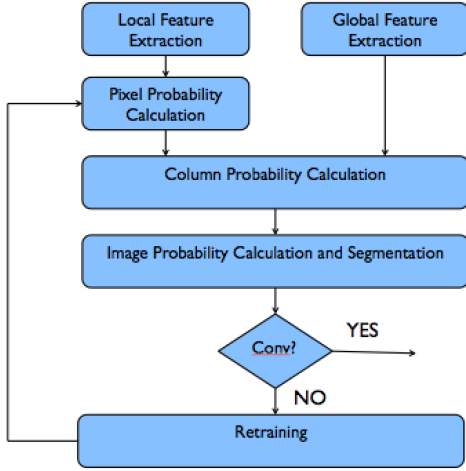 Local Feature
Extraction
Global Feature
Extraction
Pixel Probability
Calculation
Column Probability Calculation
Image Probability Calculation and Segmentation
Conv?
YES
NO
Retraining